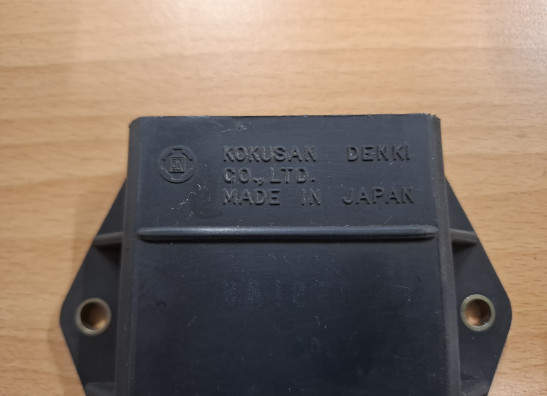 KOKUSAN DENKI
CO., LTD.
MADE IN JAPAN